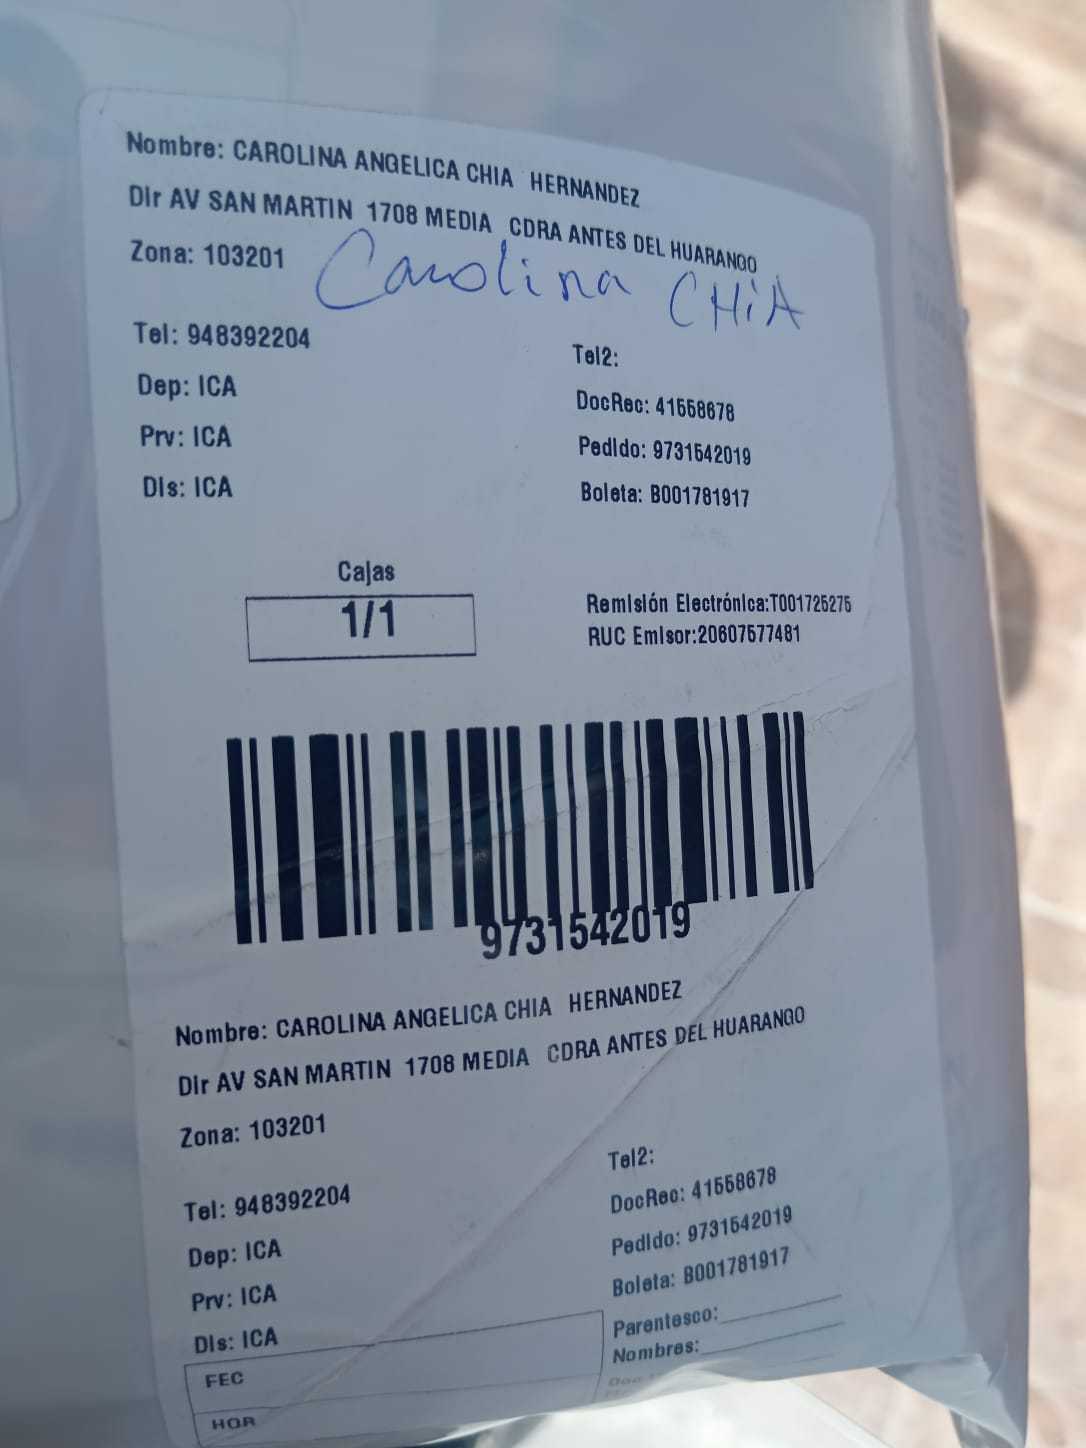 Nombre: CAROLINA ANGELICA CHIA HERNANDEZ
Dir AV SAN MARTIN 1708 MEDIA CDRA ANTES DEL HUARANGO
Zona: 103201
Carolina CHiA
Tel: 948392204
Tel2:
Dep: ICA
DocRec: 41558678
Prv: ICA
Pedido: 9731542019
Dis: ICA
Boleta: B001781917
Cajas
1/1
Remisión Electrónica:T001725275
RUC Emisor:20607577481
9731542019
Nombre: CAROLINA ANGELICA CHIA HERNANDEZ
Dir AV SAN MARTIN 1708 MEDIA CDRA ANTES DEL HUARANGO
Zona: 103201
Tel: 948392204
Tel2:
Dep: ICA
DocRec: 41558678
Prv: ICA
Pedido: 9731542019
Dis: ICA
Boleta: B001781917
Parentesco:
Nombres:
FEC
HOR